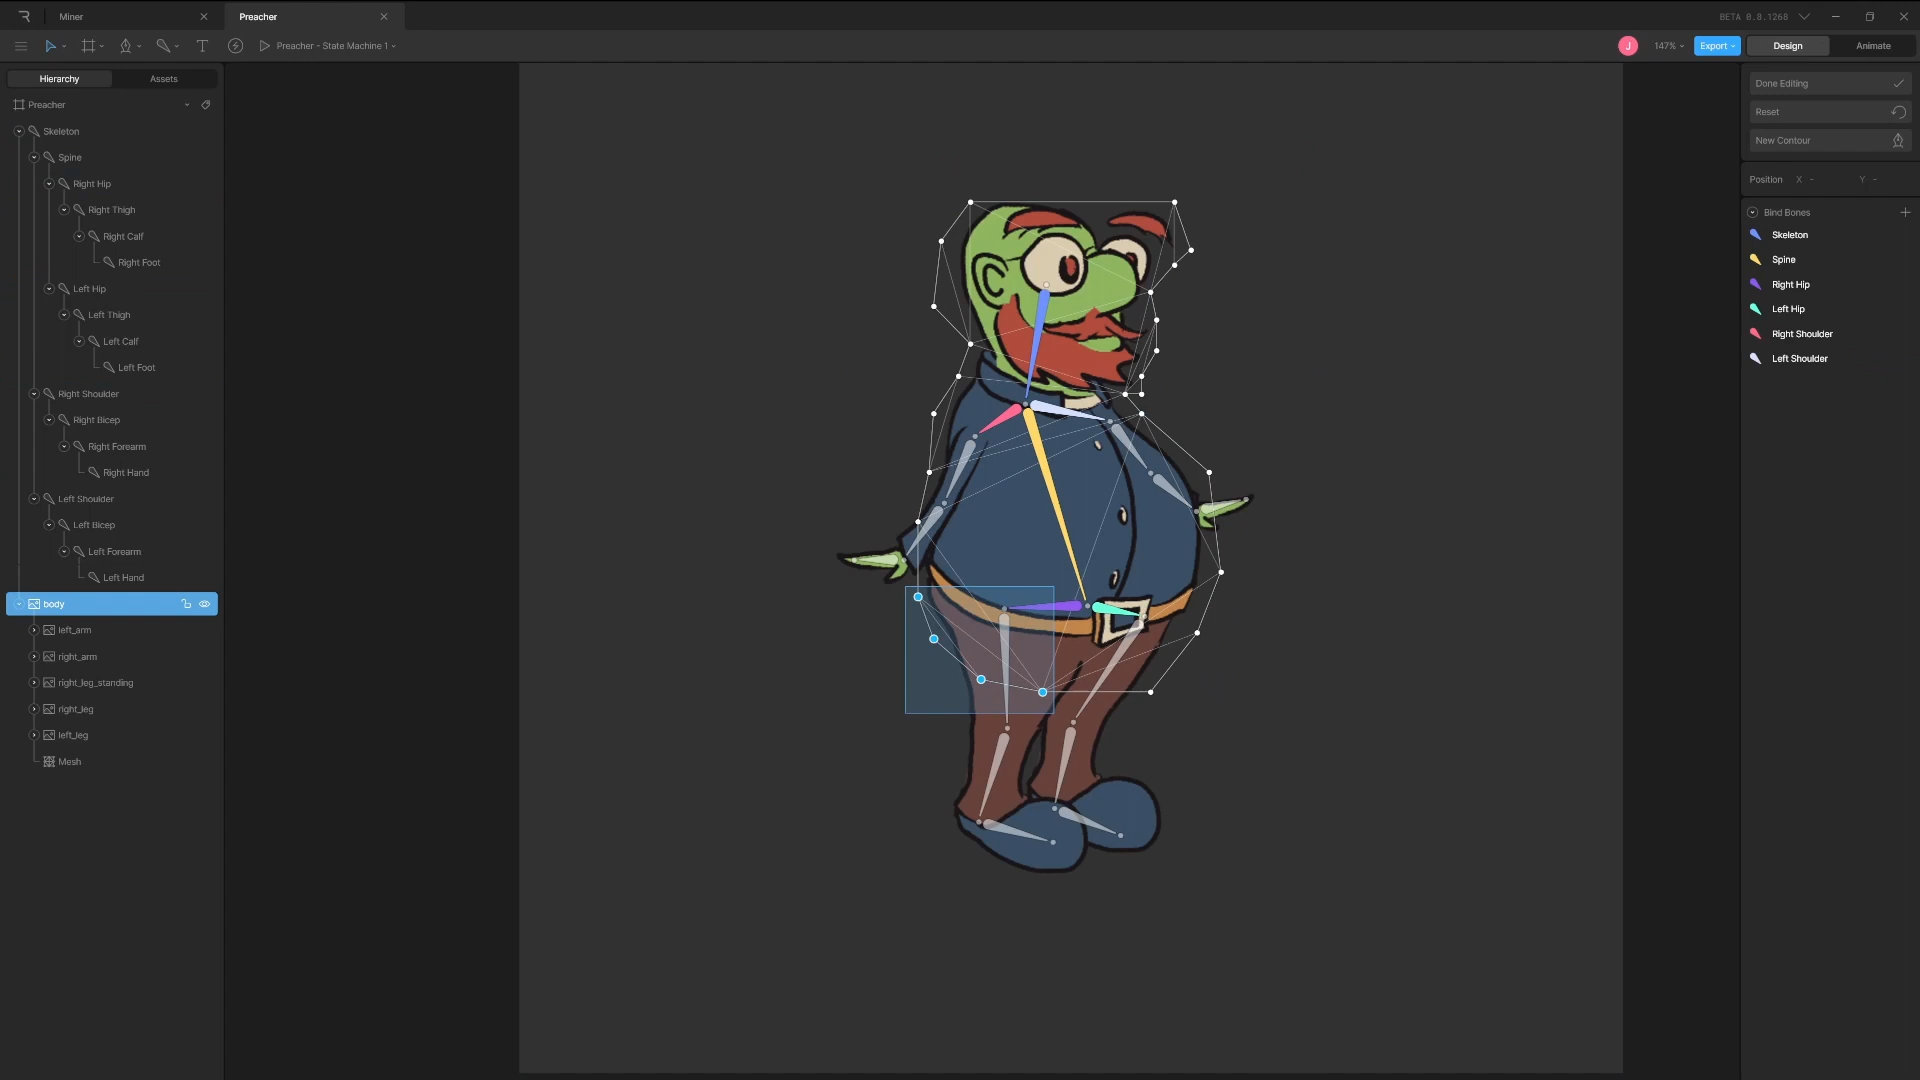 Miner
Preacher
BETA 0.8.1268
Preacher - State Machine 1
J
147%
Export
Design
Animate
Hierarchy
Assets
Preacher
Skeleton
Spine
Right Hip
Right Thigh
Right Calf
Right Foot
Left Hip
Left Thigh
Left Calf
Left Foot
Right Shoulder
Right Bicep
Right Forearm
Right Hand
Left Shoulder
Left Bicep
Left Forearm
Left Hand
body
left_arm
right_arm
right_leg_standing
right_leg
left_leg
Mesh
Done Editing
Reset
New Contour
Position X - Y -
Bind Bones
Skeleton
Spine
Right Hip
Left Hip
Right Shoulder
Left Shoulder